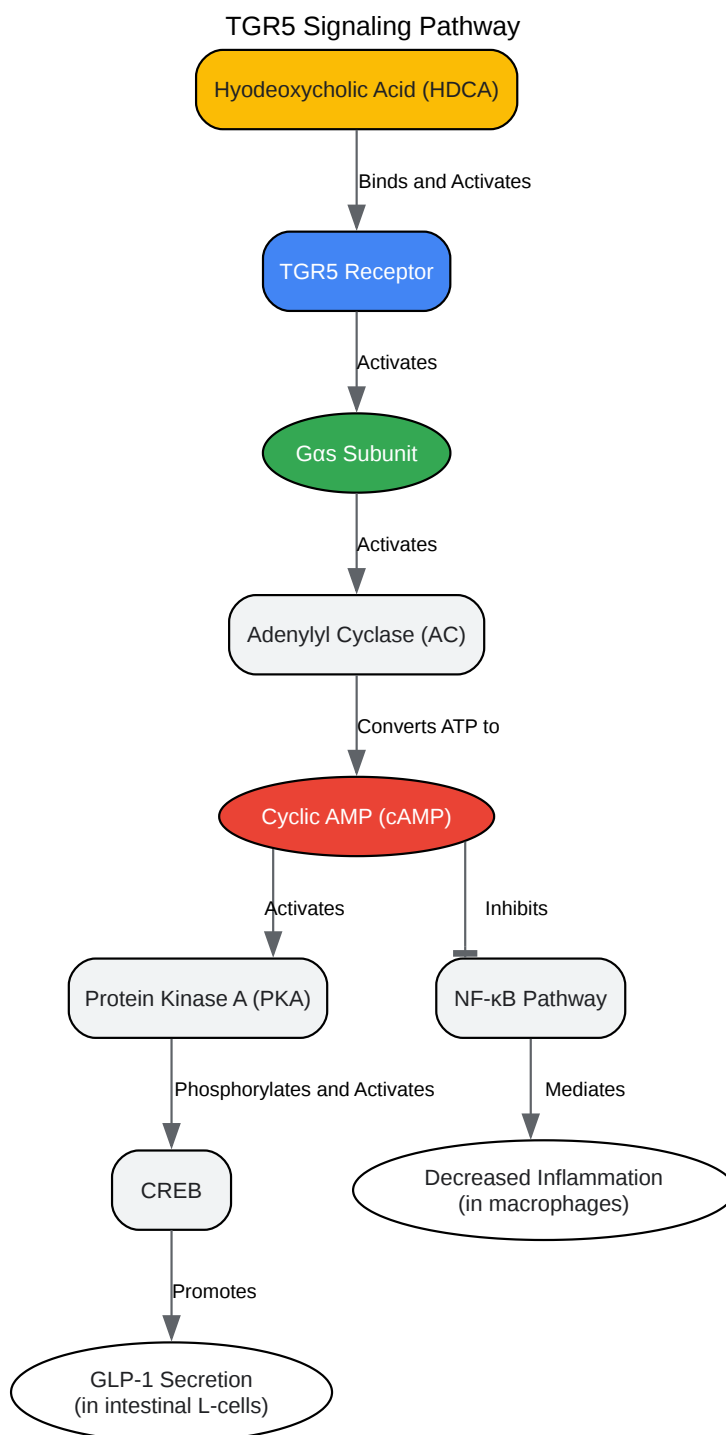 TGR5 Signaling Pathway
Hyodeoxycholic Acid (HDCA)
Binds and Activates
TGR5 Receptor
Activates
Gαs Subunit
Activates
Adenylyl Cyclase (AC)
Converts ATP to
Cyclic AMP (cAMP)
Activates
Inhibits
Protein Kinase A (PKA)
NF-κB Pathway
Phosphorylates and Activates
Mediates
CREB
Decreased Inflammation
(in macrophages)
Promotes
GLP-1 Secretion
(in intestinal L-cells)